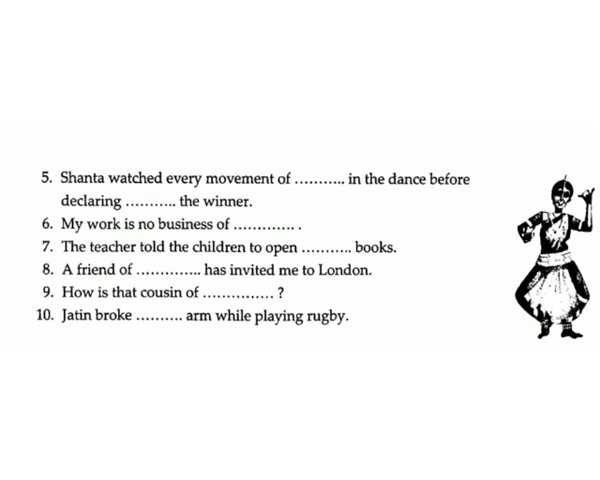 5. Shanta watched every movement of ........... in the dance before
declaring .......... the winner.
6. My work is no business of ............. .
7. The teacher told the children to open ........... books.
8. A friend of .............. has invited me to London.
9. How is that cousin of ............... ?
10. Jatin broke .......... arm while playing rugby.